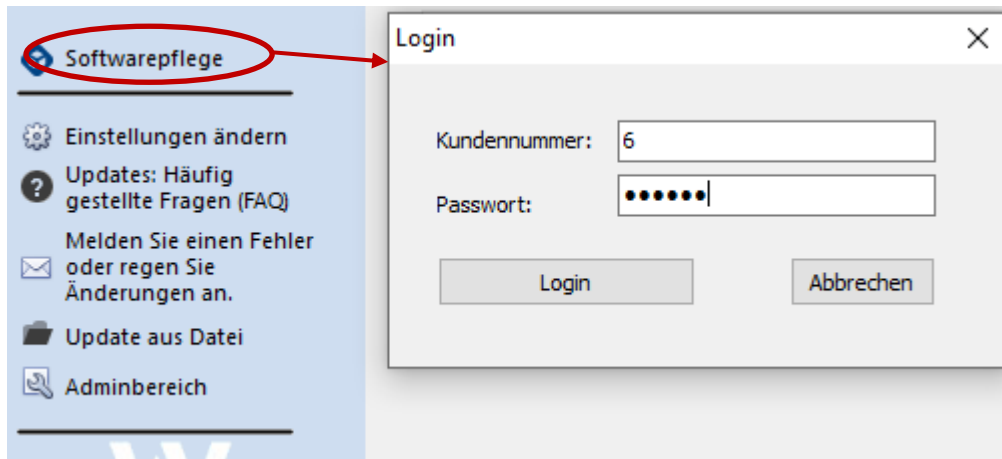 Softwarepflege
Einstellungen ändern
Updates: Häufig
gestellte Fragen (FAQ)
Melden Sie einen Fehler
oder regen Sie
Änderungen an.
Update aus Datei
Adminbereich
Login
Kundennummer: 6
Passwort: ●●●●●●
Login Abbrechen